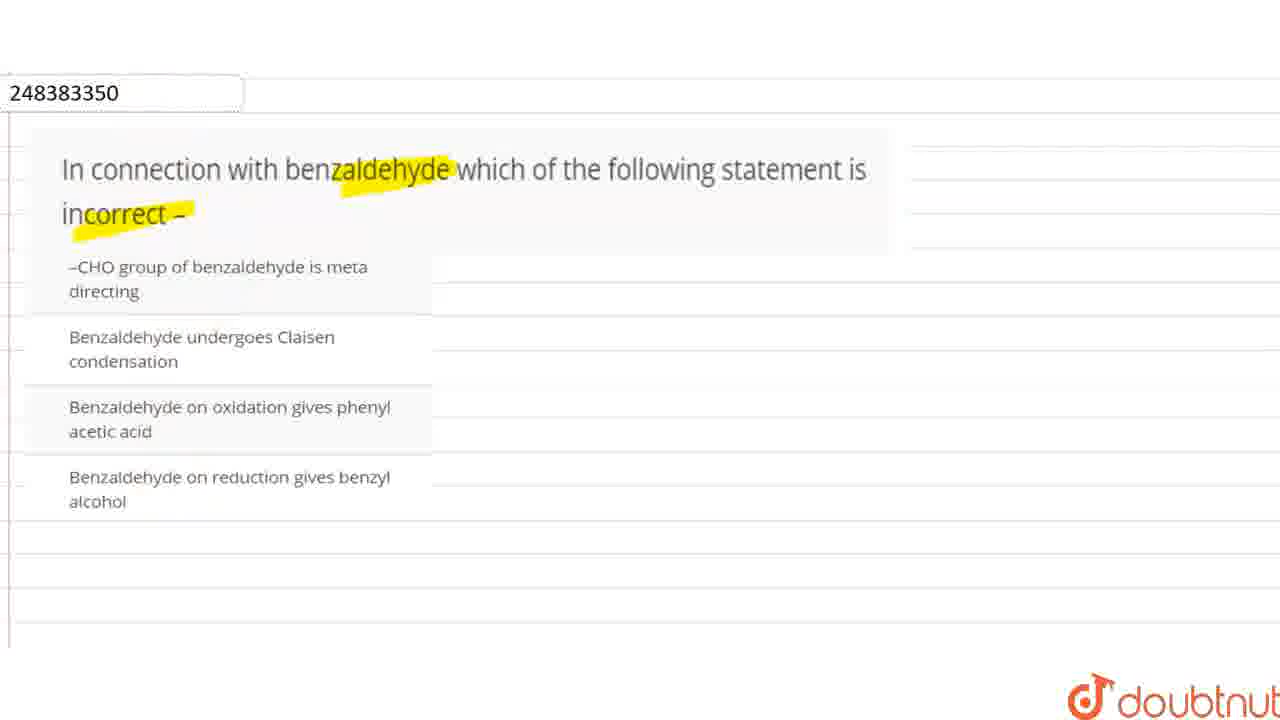 248383350
In connection with benzaldehyde which of the following statement is
incorrect –
–CHO group of benzaldehyde is meta
directing
Benzaldehyde undergoes Claisen
condensation
Benzaldehyde on oxidation gives phenyl
acetic acid
Benzaldehyde on reduction gives benzyl
alcohol
doubtnut